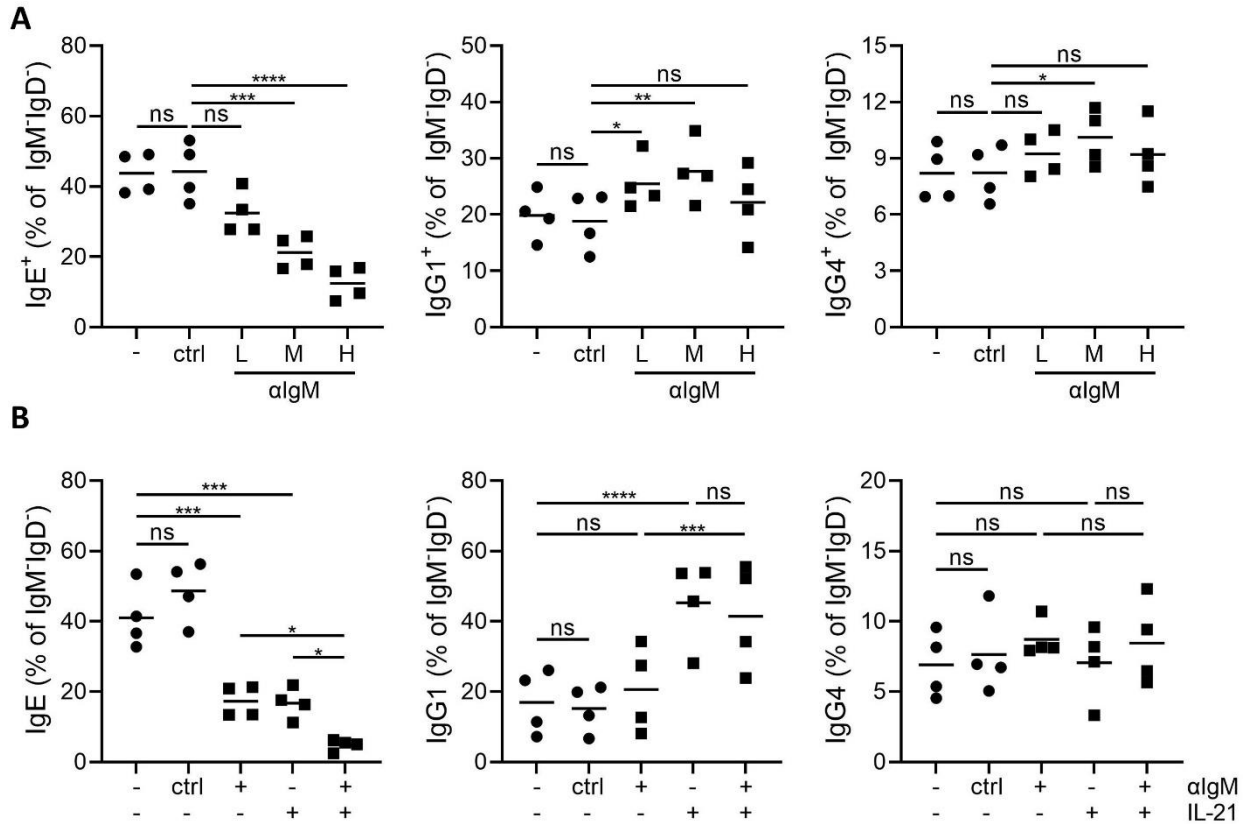 A
IgE⁺ (% of IgM⁻IgD⁻)
80
60
40
20
0
ns
ns
***
****
-
ctrl
L
M
H
αIgM
IgG1⁺ (% of IgM⁻IgD⁻)
50
40
30
20
10
0
ns
*
**
ns
-
ctrl
L
M
H
αIgM
IgG4⁺ (% of IgM⁻IgD⁻)
15
12
9
6
3
0
ns
ns
*
ns
-
ctrl
L
M
H
αIgM
B
IgE (% of IgM⁻IgD⁻)
80
60
40
20
0
***
***
ns
*
*
- ctrl + - +
- - - + +
IgG1 (% of IgM⁻IgD⁻)
80
60
40
20
0
**** ns
ns ***
ns
- ctrl + - +
- - - + +
IgG4 (% of IgM⁻IgD⁻)
20
15
10
5
0
ns ns
ns ns
ns
- ctrl + - + αIgM
- - - + + IL-21